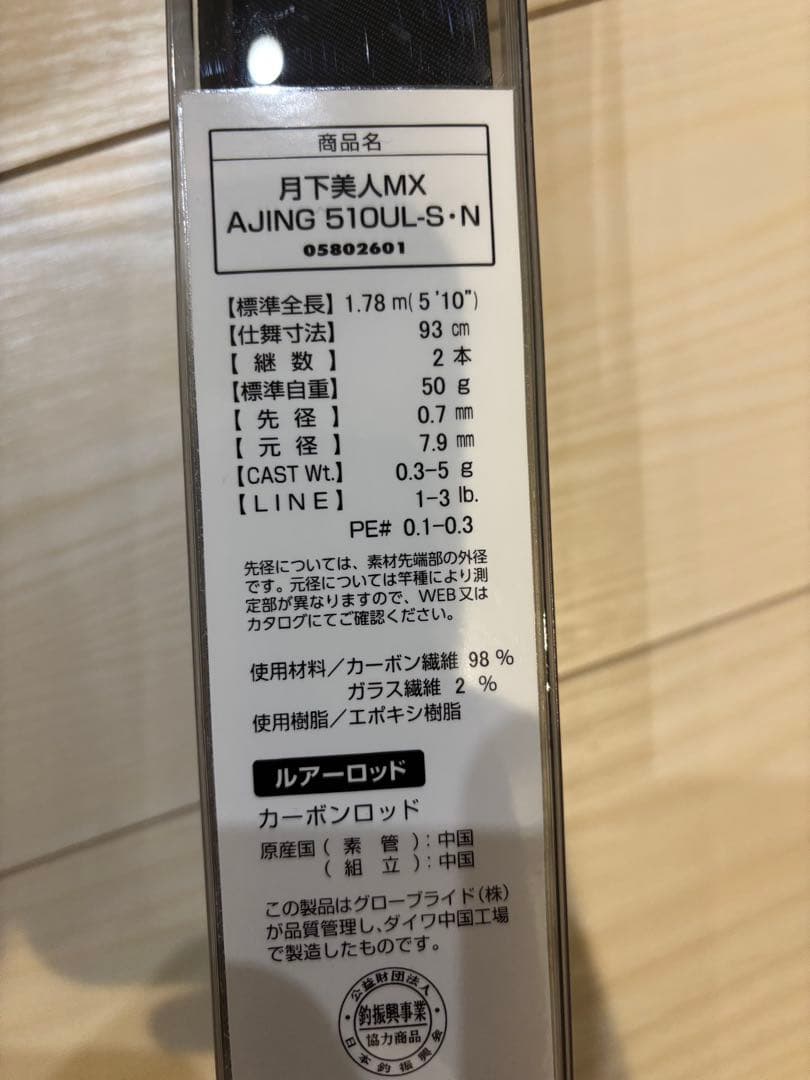 商品名
月下美人MX
AJING 510UL-S・N
05802601
【標準全長】 1.78 m(5'10")
【仕舞寸法】 93 cm
【継数】 2 本
【標準自重】 50 g
【先径】 0.7 mm
【元径】 7.9 mm
【CAST Wt.】 0.3-5 g
【LINE】 1-3 lb.
PE# 0.1-0.3
先径については、素材先端部の外径
です。元径については竿種により測
定部が異なりますので、WEB又は
カタログにてご確認ください。
使用材料/カーボン繊維 98 %
ガラス繊維 2 %
使用樹脂/エポキシ樹脂
ルアーロッド
カーボンロッド
原産国(素管):中国
(組立):中国
この製品はグローブライド(株)
が品質管理し、ダイワ中国工場
で製造したものです。
公益財団法人
釣振興事業
協力商品
日本釣振興会